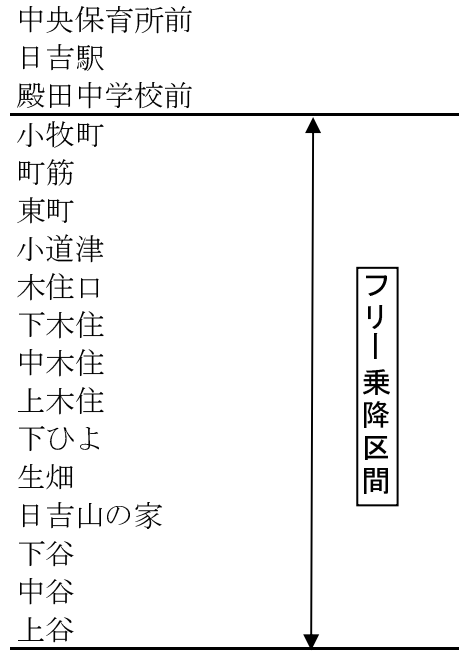 中央保育所前
日吉駅
殿田中学校前
小牧町
町筋
東町
小道津
木住口
下木住
中木住
上木住
下ひよ
生畑
日吉山の家
下谷
中谷
上谷
フリー乗降区間